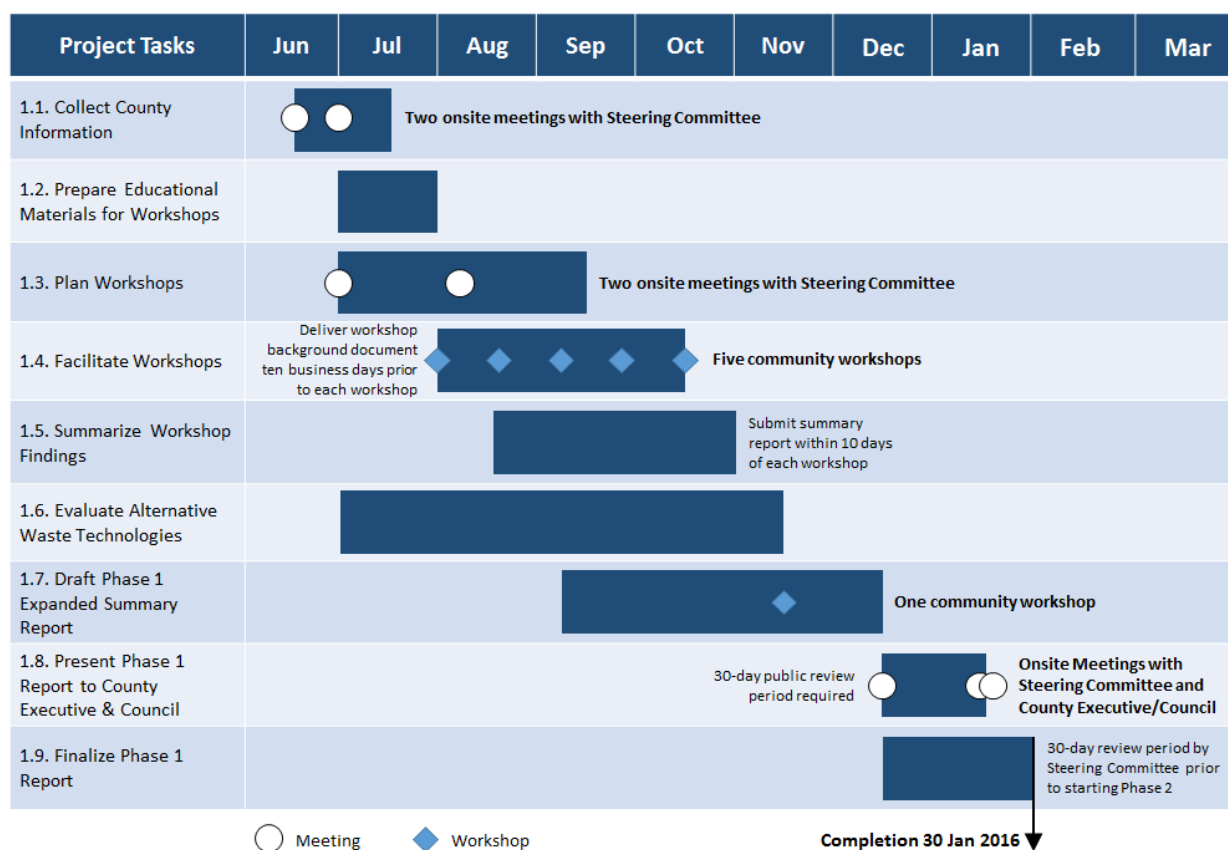 Project Tasks Jun Jul Aug Sep Oct Nov Dec Jan Feb Mar
1.1. Collect County
Information
Two onsite meetings with Steering Committee
1.2. Prepare Educational
Materials for Workshops
1.3. Plan Workshops
Two onsite meetings with Steering Committee
1.4. Facilitate Workshops
Deliver workshop
background document
ten business days prior
to each workshop
Five community workshops
1.5. Summarize Workshop
Findings
Submit summary
report within 10 days
of each workshop
1.6. Evaluate Alternative
Waste Technologies
1.7. Draft Phase 1
Expanded Summary
Report
One community workshop
1.8. Present Phase 1
Report to County
Executive & Council
30-day public review
period required
Onsite Meetings with
Steering Committee and
County Executive/Council
1.9. Finalize Phase 1
Report
30-day review period by
Steering Committee prior
to starting Phase 2
Meeting
Workshop
Completion 30 Jan 2016